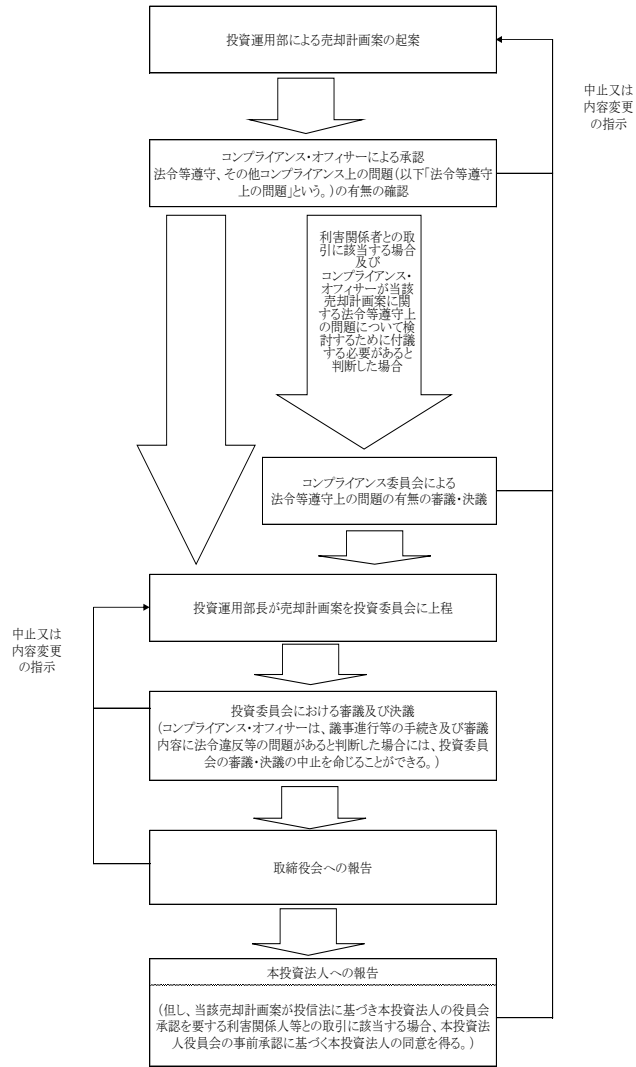 投資運用部による売却計画案の起案
中止又は
内容変更
の指示
コンプライアンス・オフィサーによる承認
法令等遵守、その他コンプライアンス上の問題(以下「法令等遵守
上の問題」という。)の有無の確認
利害関係者との取
引に該当する場合
及び
コンプライアンス・
オフィサーが当該
売却計画案に関
する法令等遵守上
の問題について検
討するために付議
する必要があると
判断した場合
コンプライアンス委員会による
法令等遵守上の問題の有無の審議・決議
投資運用部長が売却計画案を投資委員会に上程
中止又は
内容変更
の指示
投資委員会における審議及び決議
(コンプライアンス・オフィサーは、議事進行等の手続き及び審議
内容に法令違反等の問題があると判断した場合には、投資委員
会の審議・決議の中止を命じることができる。)
取締役会への報告
本投資法人への報告
(但し、当該売却計画案が投信法に基づき本投資法人の役員会
承認を要する利害関係人等との取引に該当する場合、本投資法
人役員会の事前承認に基づく本投資法人の同意を得る。)